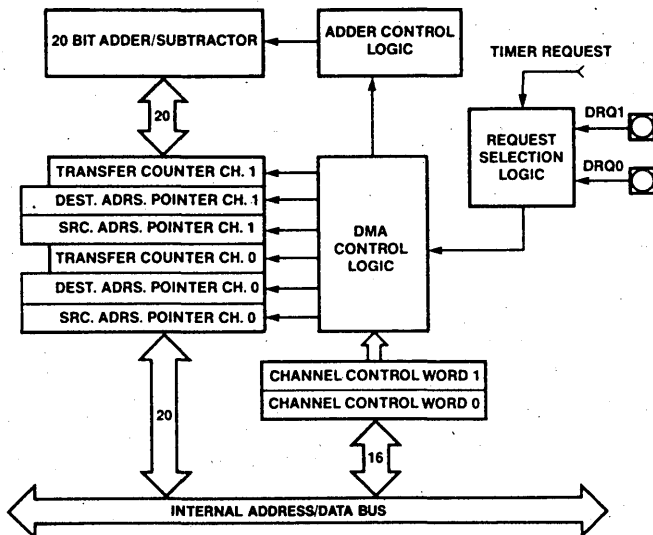 20 BIT ADDER/SUBTRACTOR
ADDER CONTROL
LOGIC
TIMER REQUEST
20
DRQ1
REQUEST
SELECTION
LOGIC
DRQ0
TRANSFER COUNTER CH. 1
DEST. ADRS. POINTER CH. 1
SRC. ADRS. POINTER CH. 1
TRANSFER COUNTER CH. 0
DEST. ADRS. POINTER CH. 0
SRC. ADRS. POINTER CH. 0
DMA
CONTROL
LOGIC
CHANNEL CONTROL WORD 1
CHANNEL CONTROL WORD 0
20
16
INTERNAL ADDRESS/DATA BUS